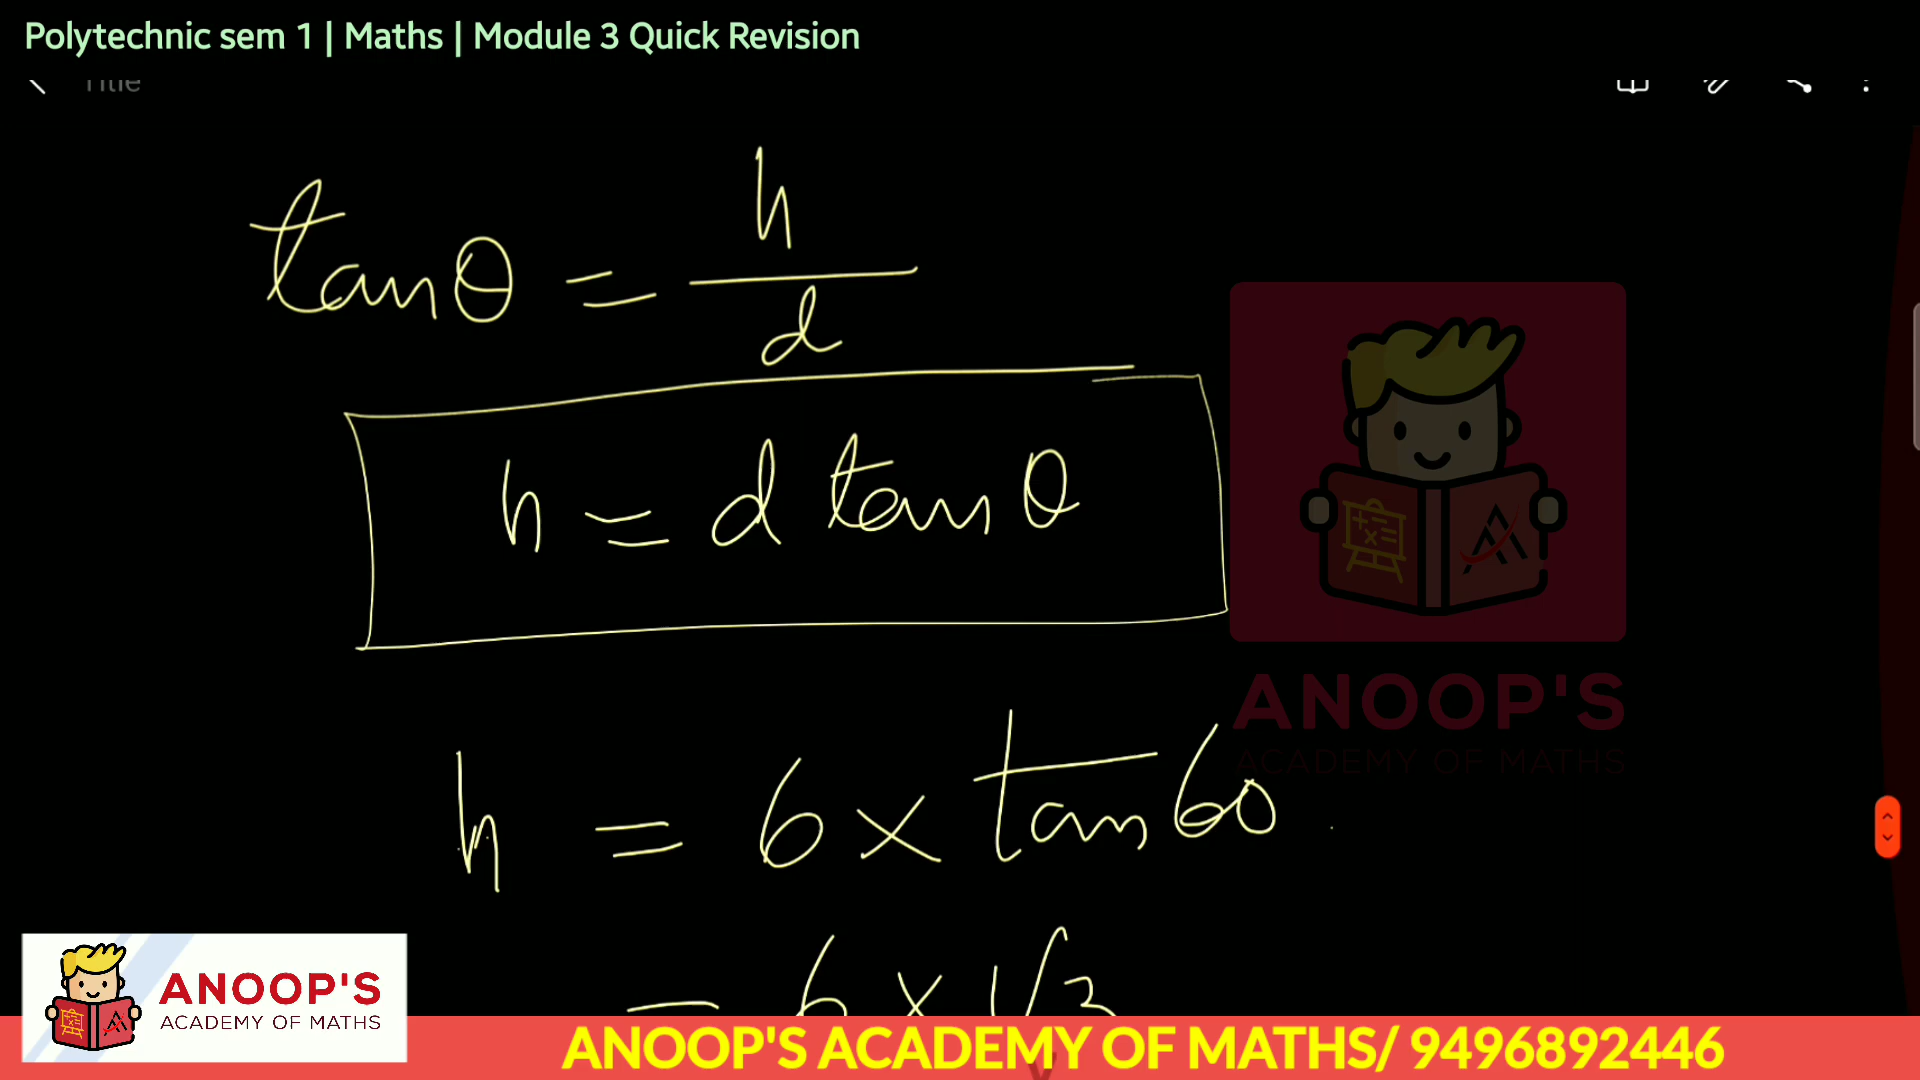 Polytechnic sem 1 | Maths | Module 3 Quick Revision
Title
tanθ = h/d
h = d tanθ
h = 6 × tan60
= 6 × √3
ANOOP'S
ACADEMY OF MATHS
ANOOP'S
ACADEMY OF MATHS
ANOOP'S ACADEMY OF MATHS/ 9496892446